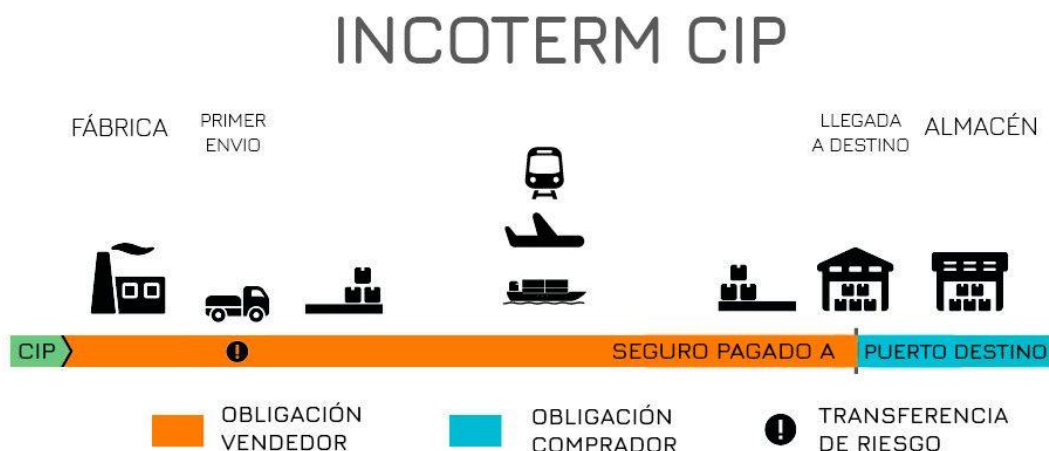 INCOTERM CIP
FÁBRICA
PRIMER
ENVIO
LLEGADA
A DESTINO
ALMACÉN
CIP
SEGURO PAGADO A
PUERTO DESTINO
OBLIGACIÓN
VENDEDOR
OBLIGACIÓN
COMPRADOR
TRANSFERENCIA
DE RIESGO